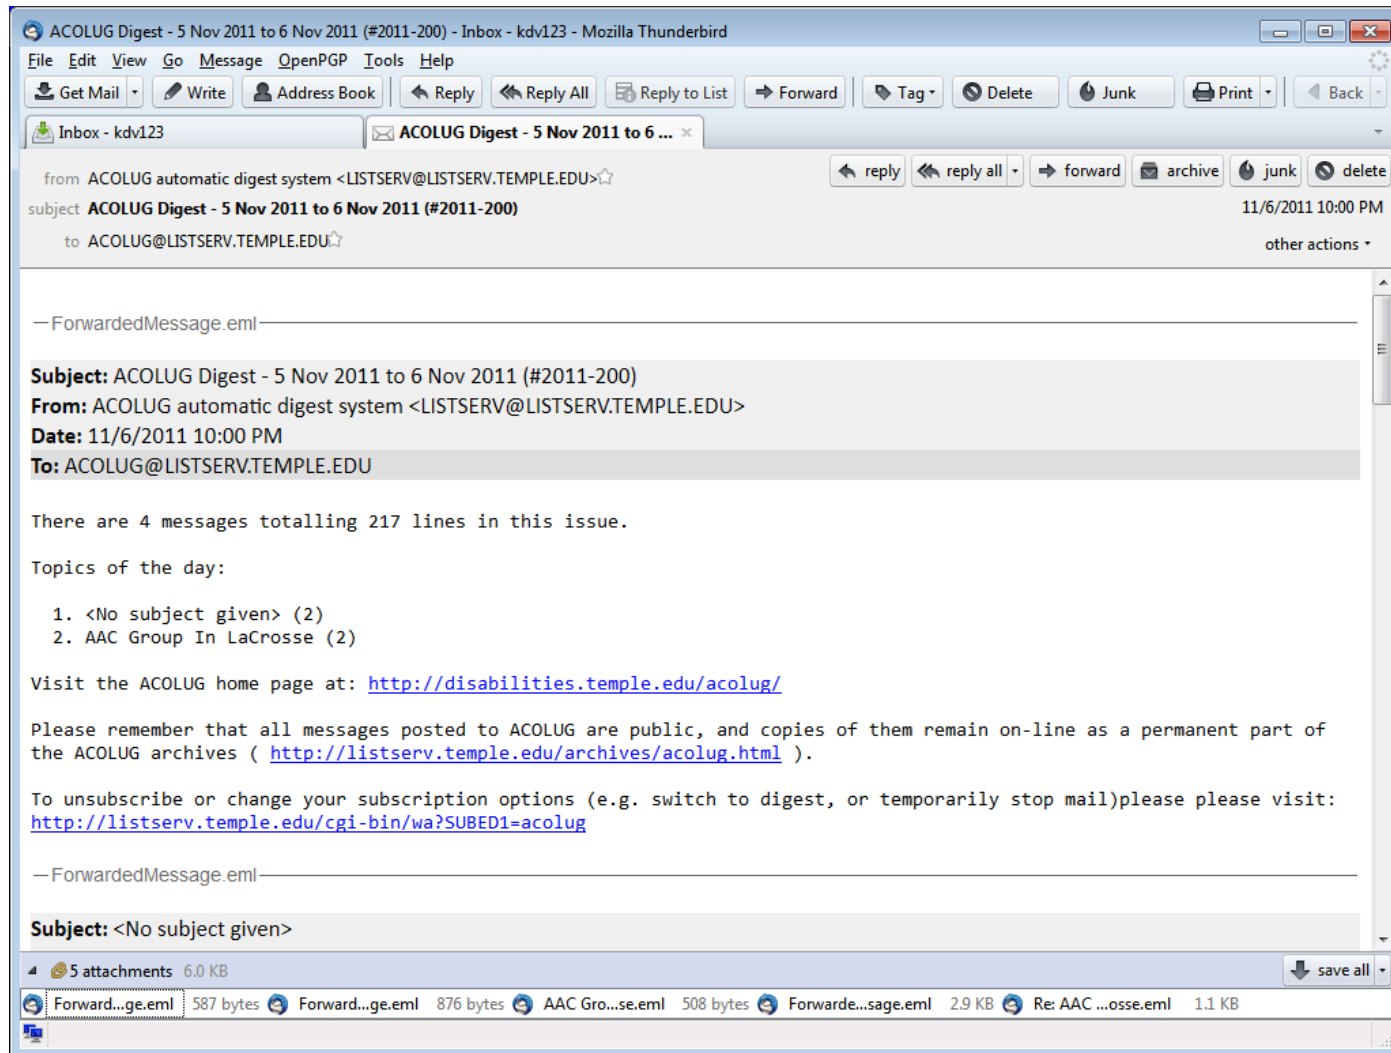 ACOLUG Digest - 5 Nov 2011 to 6 Nov 2011 (#2011-200) - Inbox - kdv123 - Mozilla Thunderbird
File Edit View Go Message OpenPGP Tools Help
Get Mail Write Address Book Reply Reply All Reply to List Forward Tag Delete Junk Print Back
Inbox - kdv123 ACOLUG Digest - 5 Nov 2011 to 6 ...
from ACOLUG automatic digest system <LISTSERV@LISTSERV.TEMPLE.EDU> reply reply all forward archive junk delete
subject ACOLUG Digest - 5 Nov 2011 to 6 Nov 2011 (#2011-200) 11/6/2011 10:00 PM
to ACOLUG@LISTSERV.TEMPLE.EDU other actions
ForwardedMessage.eml
Subject: ACOLUG Digest - 5 Nov 2011 to 6 Nov 2011 (#2011-200)
From: ACOLUG automatic digest system <LISTSERV@LISTSERV.TEMPLE.EDU>
Date: 11/6/2011 10:00 PM
To: ACOLUG@LISTSERV.TEMPLE.EDU
There are 4 messages totalling 217 lines in this issue.
Topics of the day:
1. <No subject given> (2)
2. AAC Group In LaCrosse (2)
Visit the ACOLUG home page at: http://disabilities.temple.edu/acolug/
Please remember that all messages posted to ACOLUG are public, and copies of them remain on-line as a permanent part of
the ACOLUG archives ( http://listserv.temple.edu/archives/acolug.html ).
To unsubscribe or change your subscription options (e.g. switch to digest, or temporarily stop mail)please please visit:
http://listserv.temple.edu/cgi-bin/wa?SUBED1=acolug
ForwardedMessage.eml
Subject: <No subject given>
5 attachments 6.0 KB save all
Forward...ge.eml 587 bytes Forward...ge.eml 876 bytes AAC Gro...se.eml 508 bytes Forwarde...sage.eml 2.9 KB Re: AAC ...osse.eml 1.1 KB